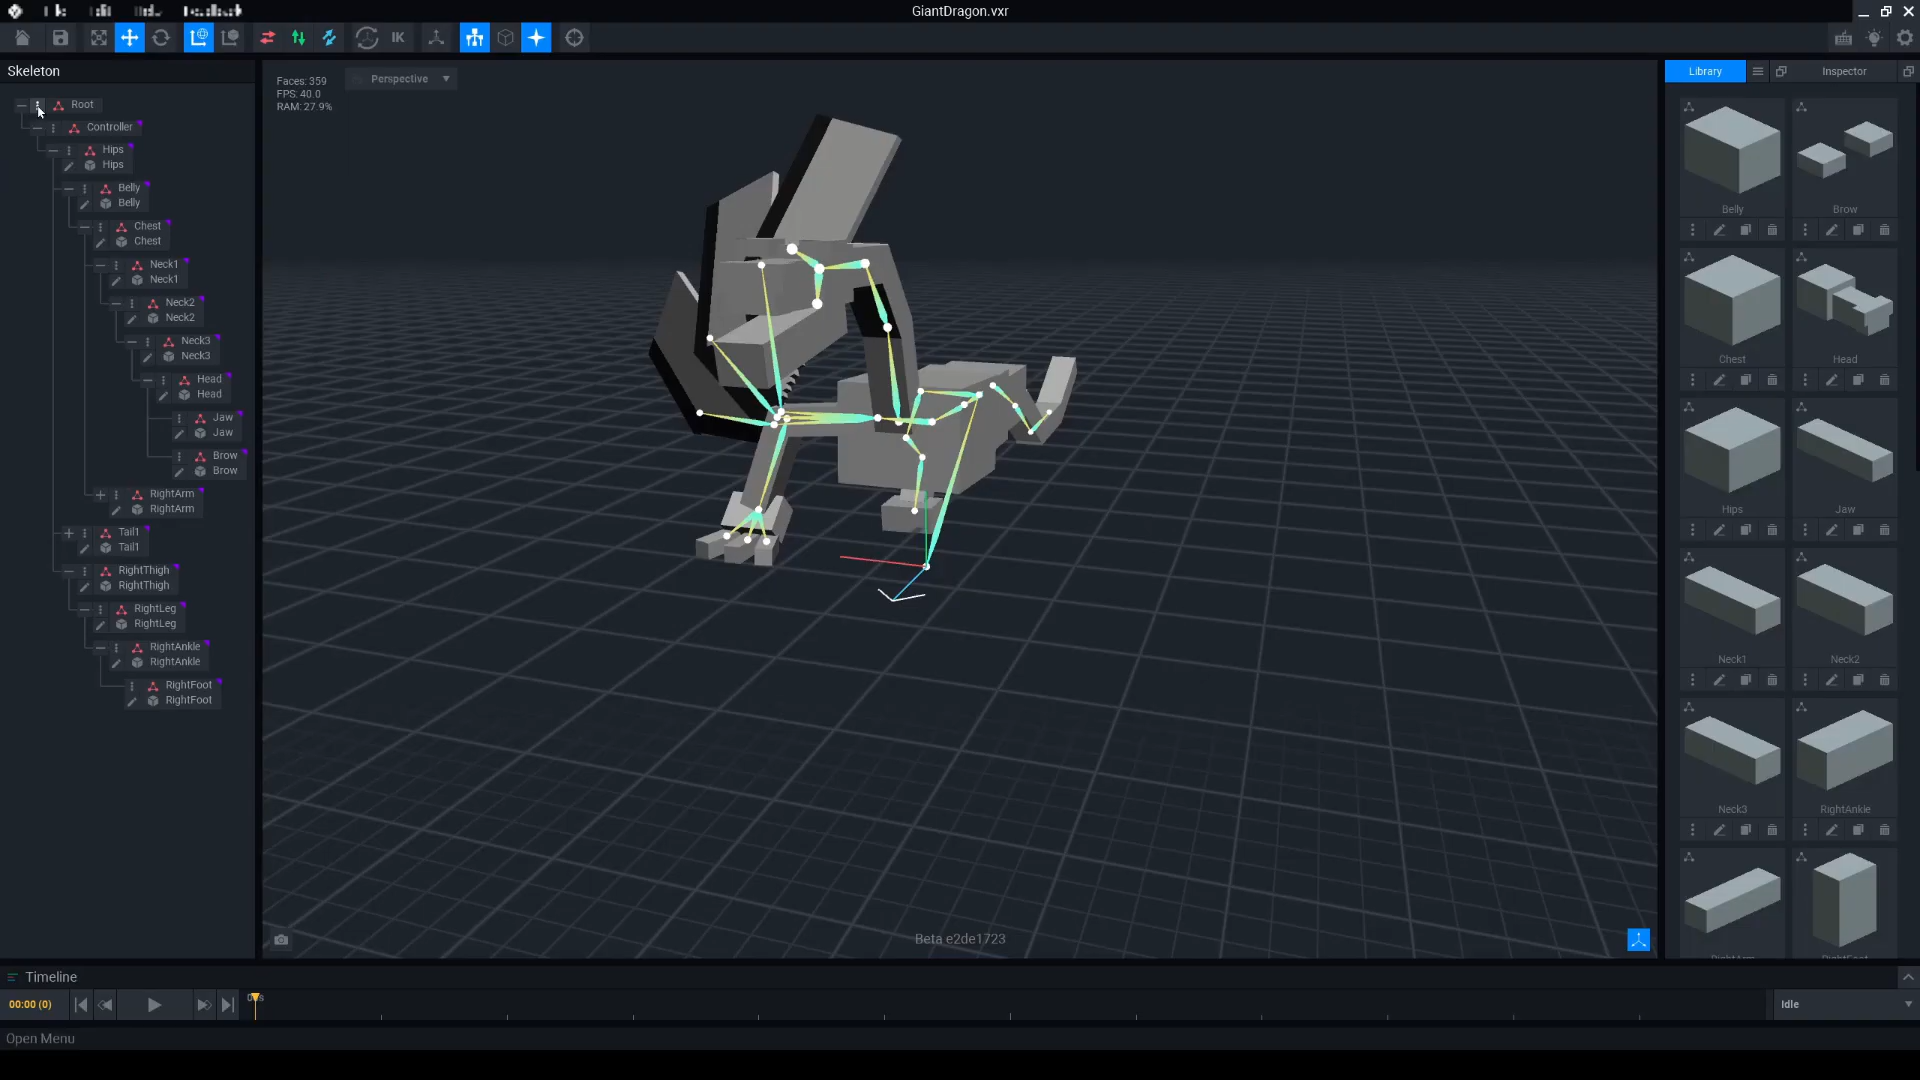 GiantDragon.vxr
IK
Skeleton
Root
Controller
Hips
Hips
Belly
Belly
Chest
Chest
Neck1
Neck1
Neck2
Neck2
Neck3
Neck3
Head
Head
Jaw
Jaw
Brow
Brow
RightArm
RightArm
Tail1
Tail1
RightThigh
RightThigh
RightLeg
RightLeg
RightAnkle
RightAnkle
RightFoot
RightFoot
Faces: 359
FPS: 40.0
RAM: 27.9%
Perspective
Beta e2de1723
Library
Inspector
Belly
Brow
Chest
Head
Hips
Jaw
Neck1
Neck2
Neck3
RightAnkle
RightArm
RightFoot
Timeline
00:00 (0)
Idle
Open Menu